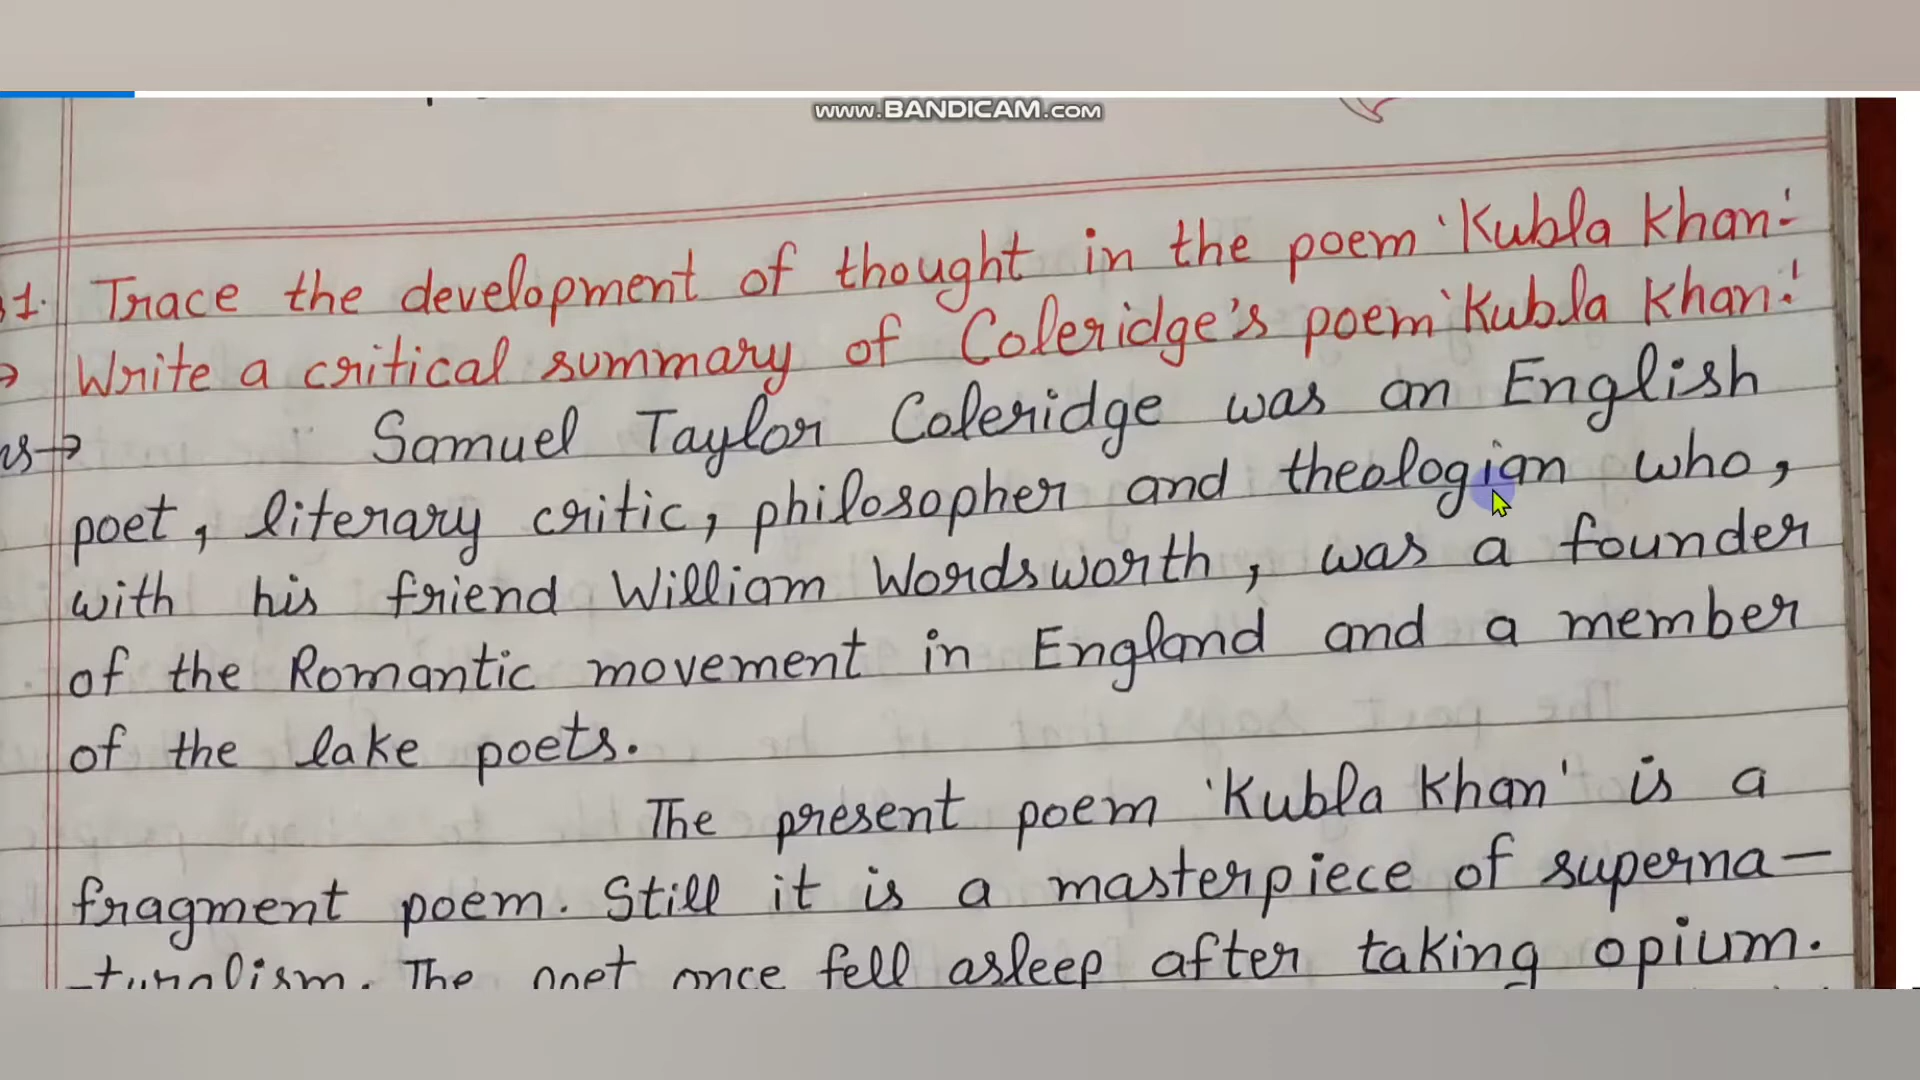 www.BANDICAM.com
1. Trace the development of thought in the poem 'Kubla Khan'.
→ Write a critical summary of Coleridge's poem 'Kubla Khan'.
→ Samuel Taylor Coleridge was an English
poet, literary critic, philosopher and theologian who,
with his friend William Wordsworth, was a founder
of the Romantic movement in England and a member
of the lake poets.
The present poem 'Kubla Khan' is a
fragment poem. Still it is a masterpiece of superna-
-turalism. The poet once fell asleep after taking opium.